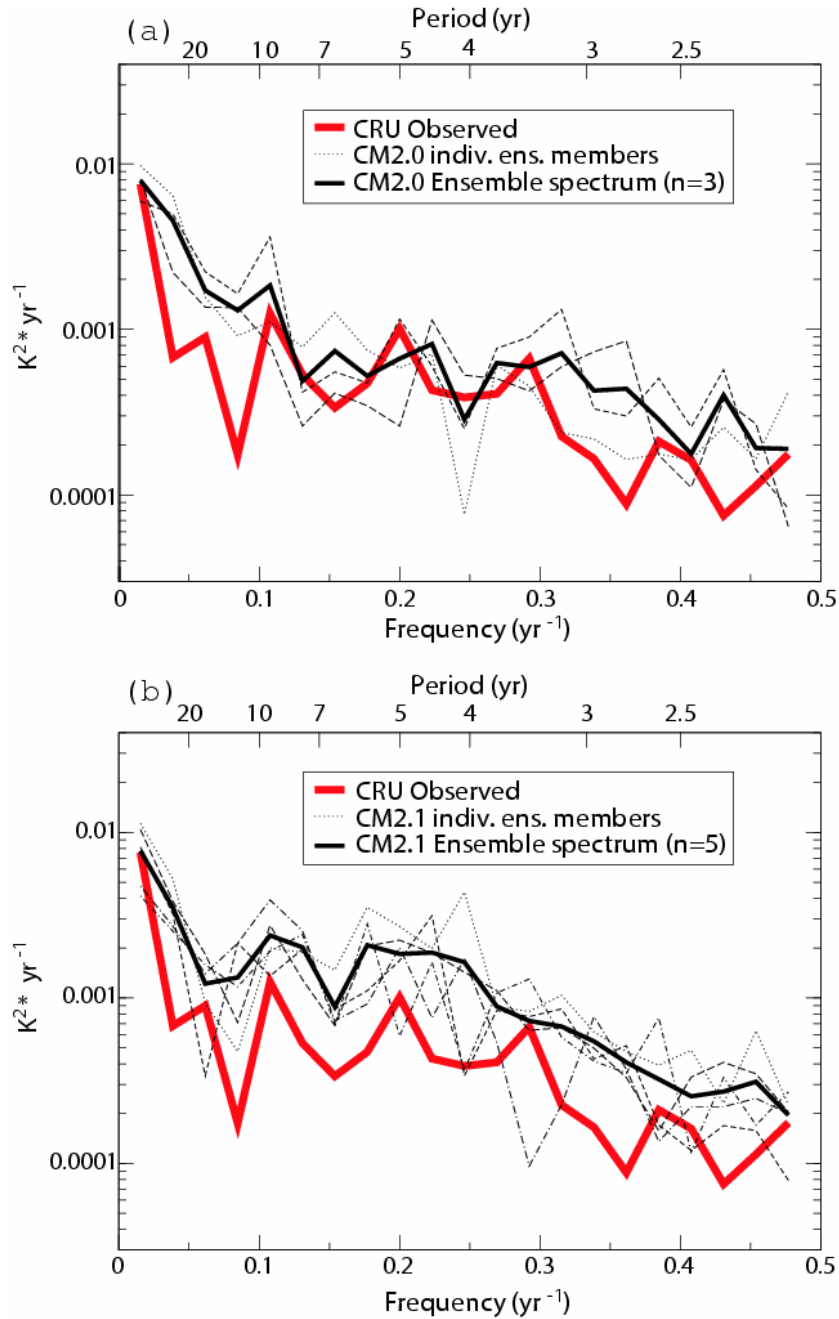 (a)
Period (yr)
20 10 7 5 4 3 2.5
CRU Observed
CM2.0 indiv. ens. members
CM2.0 Ensemble spectrum (n=3)
0.01
0.001
0.0001
K²* yr⁻¹
0 0.1 0.2 0.3 0.4 0.5
Frequency (yr ⁻¹)
(b)
Period (yr)
20 10 7 5 4 3 2.5
CRU Observed
CM2.1 indiv. ens. members
CM2.1 Ensemble spectrum (n=5)
0.01
0.001
0.0001
K²* yr⁻¹
0 0.1 0.2 0.3 0.4 0.5
Frequency (yr⁻¹)